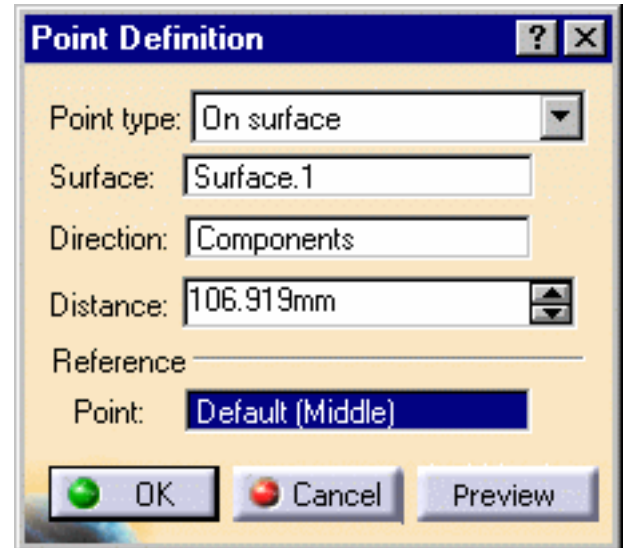 Point Definition ? X
Point type: On surface
Surface: Surface.1
Direction: Components
Distance: 106.919mm
Reference
Point: Default (Middle)
OK Cancel Preview